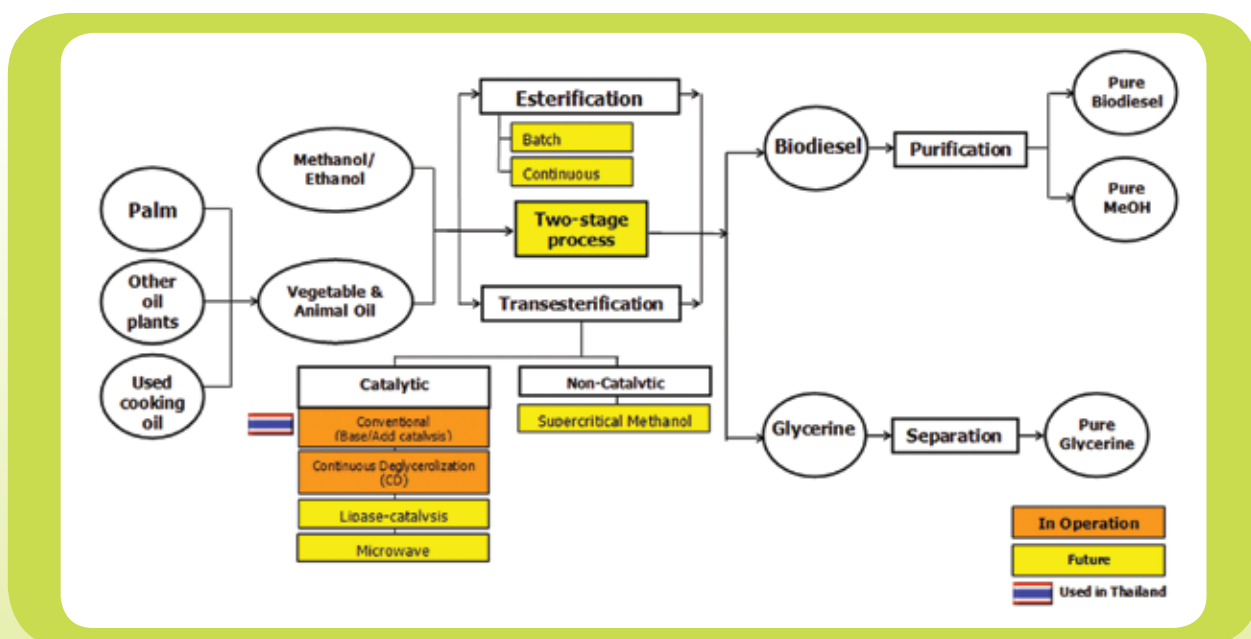 Palm
Other
oil
plants
Used
cooking
oil
Methanol/
Ethanol
Vegetable &
Animal Oil
Esterification
Batch
Continuous
Two-stage
process
Transesterification
Catalytic
Conventional
(Base/Acid catalysis)
Continuous Deglycerolization
(CD)
Lipase-catalysis
Microwave
Non-Catalytic
Supercritical Methanol
Biodiesel
Purification
Pure
Biodiesel
Pure
MeOH
Glycerine
Separation
Pure
Glycerine
In Operation
Future
Used in Thailand